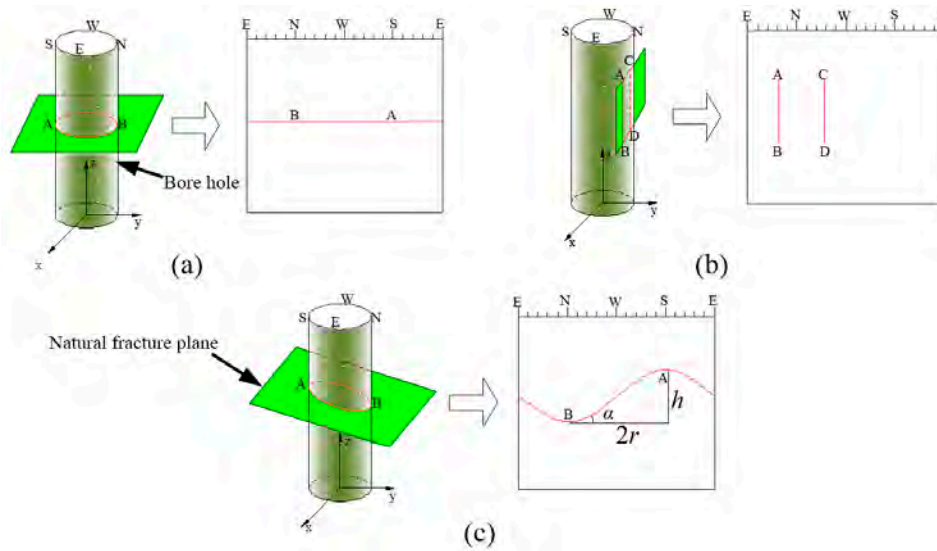 E N W S E
W
S N
E
A B
B A
z
Bore hole
y
x
(a)
E N W S
W
S N
E
C
A
A C
D
B
B D
z
y
x
(b)
E N W S E
W
S N
E
Natural fracture plane
A
B
A
h
B α
2r
z
y
x
(c)